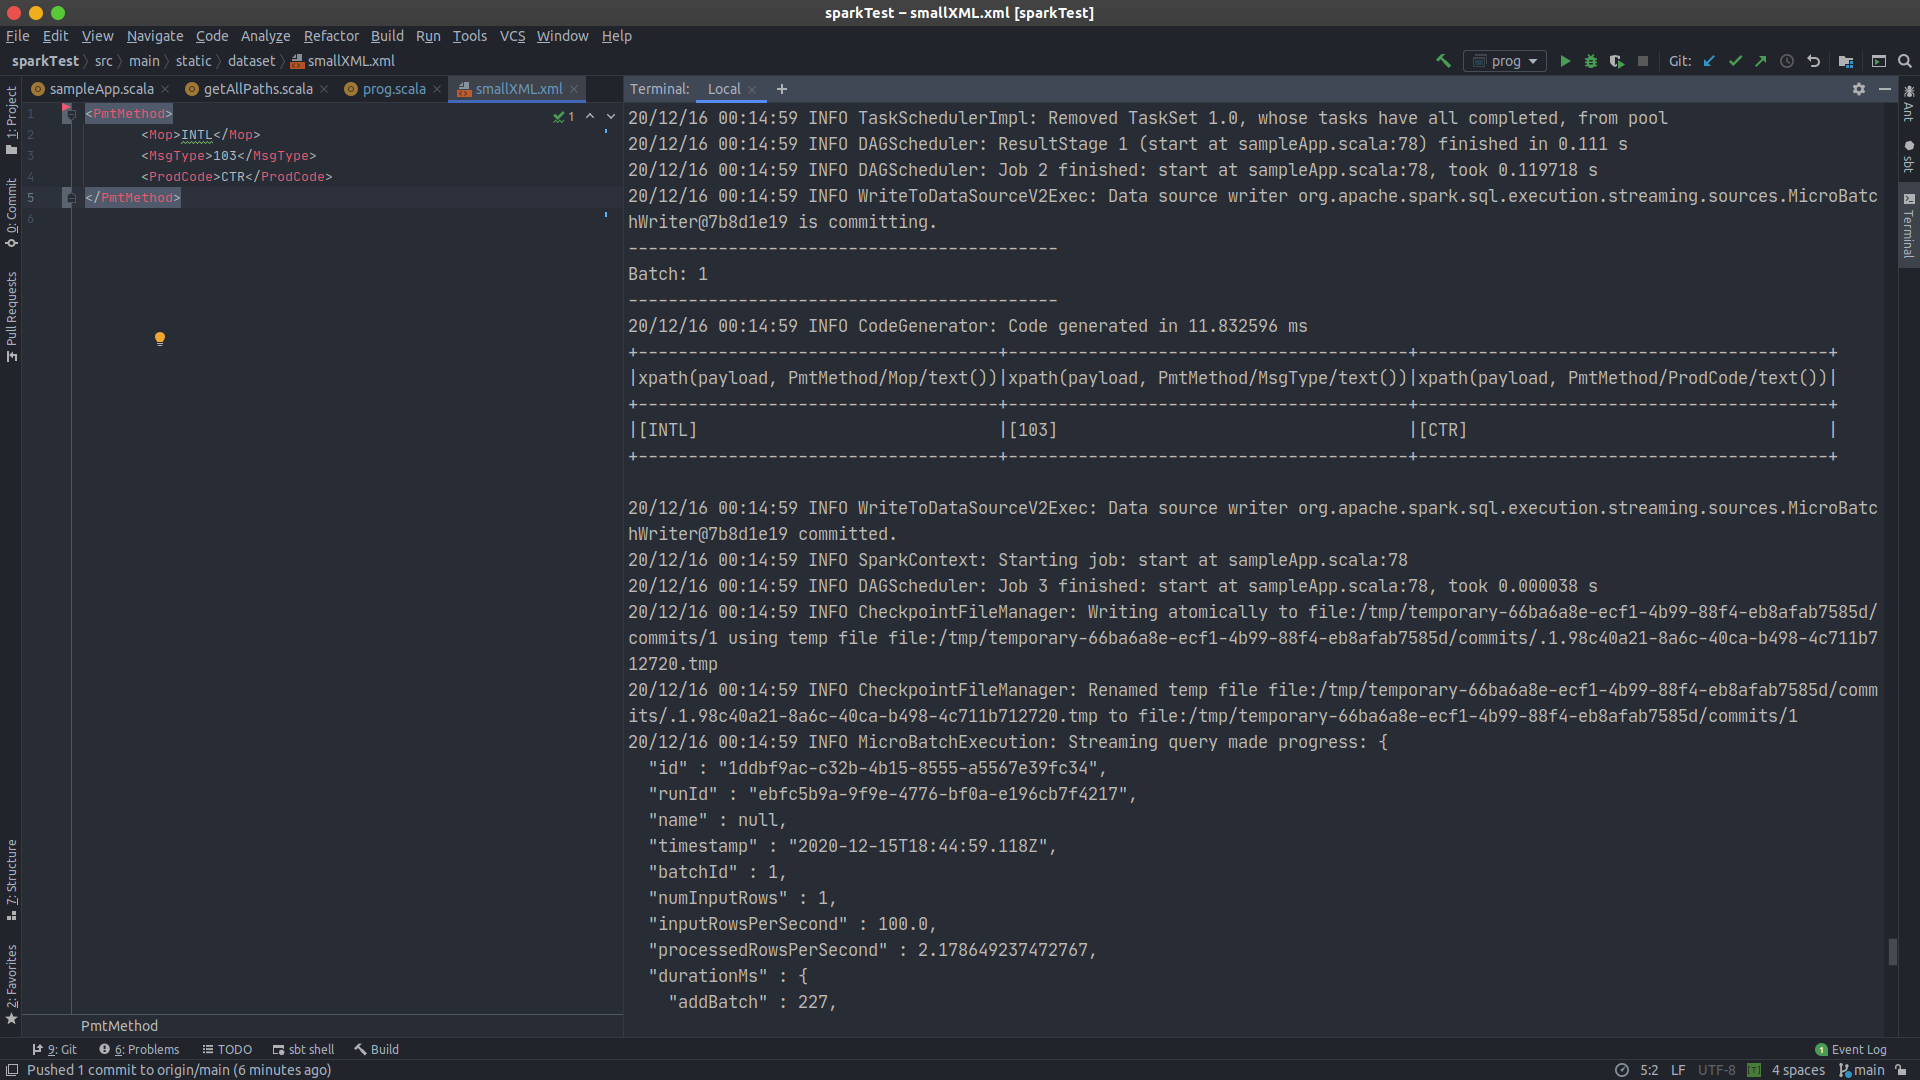 sparkTest – smallXML.xml [sparkTest]
File Edit View Navigate Code Analyze Refactor Build Run Tools VCS Window Help
sparkTest src main static dataset smallXML.xml
prog Git:
sampleApp.scala getAllPaths.scala prog.scala smallXML.xml
Terminal: Local
1: Project
0: Commit
Pull Requests
7: Structure
2: Favorites
1 <PmtMethod>
2 <Mop>INTL</Mop>
3 <MsgType>103</MsgType>
4 <ProdCode>CTR</ProdCode>
5 </PmtMethod>
6
1
20/12/16 00:14:59 INFO TaskSchedulerImpl: Removed TaskSet 1.0, whose tasks have all completed, from pool
20/12/16 00:14:59 INFO DAGScheduler: ResultStage 1 (start at sampleApp.scala:78) finished in 0.111 s
20/12/16 00:14:59 INFO DAGScheduler: Job 2 finished: start at sampleApp.scala:78, took 0.119718 s
20/12/16 00:14:59 INFO WriteToDataSourceV2Exec: Data source writer org.apache.spark.sql.execution.streaming.sources.MicroBatc
hWriter@7b8d1e19 is committing.
-------------------------------------------
Batch: 1
-------------------------------------------
20/12/16 00:14:59 INFO CodeGenerator: Code generated in 11.832596 ms
+------------------------------------+----------------------------------------+-----------------------------------------+
|xpath(payload, PmtMethod/Mop/text())|xpath(payload, PmtMethod/MsgType/text())|xpath(payload, PmtMethod/ProdCode/text())|
+------------------------------------+----------------------------------------+-----------------------------------------+
|[INTL] |[103] |[CTR] |
+------------------------------------+----------------------------------------+-----------------------------------------+
20/12/16 00:14:59 INFO WriteToDataSourceV2Exec: Data source writer org.apache.spark.sql.execution.streaming.sources.MicroBatc
hWriter@7b8d1e19 committed.
20/12/16 00:14:59 INFO SparkContext: Starting job: start at sampleApp.scala:78
20/12/16 00:14:59 INFO DAGScheduler: Job 3 finished: start at sampleApp.scala:78, took 0.000038 s
20/12/16 00:14:59 INFO CheckpointFileManager: Writing atomically to file:/tmp/temporary-66ba6a8e-ecf1-4b99-88f4-eb8afab7585d/
commits/1 using temp file file:/tmp/temporary-66ba6a8e-ecf1-4b99-88f4-eb8afab7585d/commits/.1.98c40a21-8a6c-40ca-b498-4c711b7
12720.tmp
20/12/16 00:14:59 INFO CheckpointFileManager: Renamed temp file file:/tmp/temporary-66ba6a8e-ecf1-4b99-88f4-eb8afab7585d/comm
its/.1.98c40a21-8a6c-40ca-b498-4c711b712720.tmp to file:/tmp/temporary-66ba6a8e-ecf1-4b99-88f4-eb8afab7585d/commits/1
20/12/16 00:14:59 INFO MicroBatchExecution: Streaming query made progress: {
"id" : "1ddbf9ac-c32b-4b15-8555-a5567e39fc34",
"runId" : "ebfc5b9a-9f9e-4776-bf0a-e196cb7f4217",
"name" : null,
"timestamp" : "2020-12-15T18:44:59.118Z",
"batchId" : 1,
"numInputRows" : 1,
"inputRowsPerSecond" : 100.0,
"processedRowsPerSecond" : 2.178649237472767,
"durationMs" : {
"addBatch" : 227,
Ant
sbt
Terminal
PmtMethod
9: Git 6: Problems TODO sbt shell Build 1 Event Log
Pushed 1 commit to origin/main (6 minutes ago) 5:2 LF UTF-8 4 spaces main